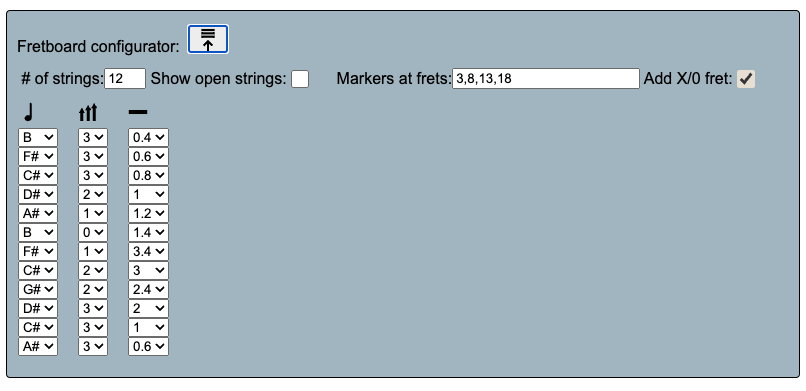 Fretboard configurator:
# of strings: 12 Show open strings: Markers at frets: 3,8,13,18 Add X/0 fret:
B 3 0.4
F# 3 0.6
C# 3 0.8
D# 2 1
A# 1 1.2
B 0 1.4
F# 1 3.4
C# 2 3
G# 2 2.4
D# 3 2
C# 3 1
A# 3 0.6